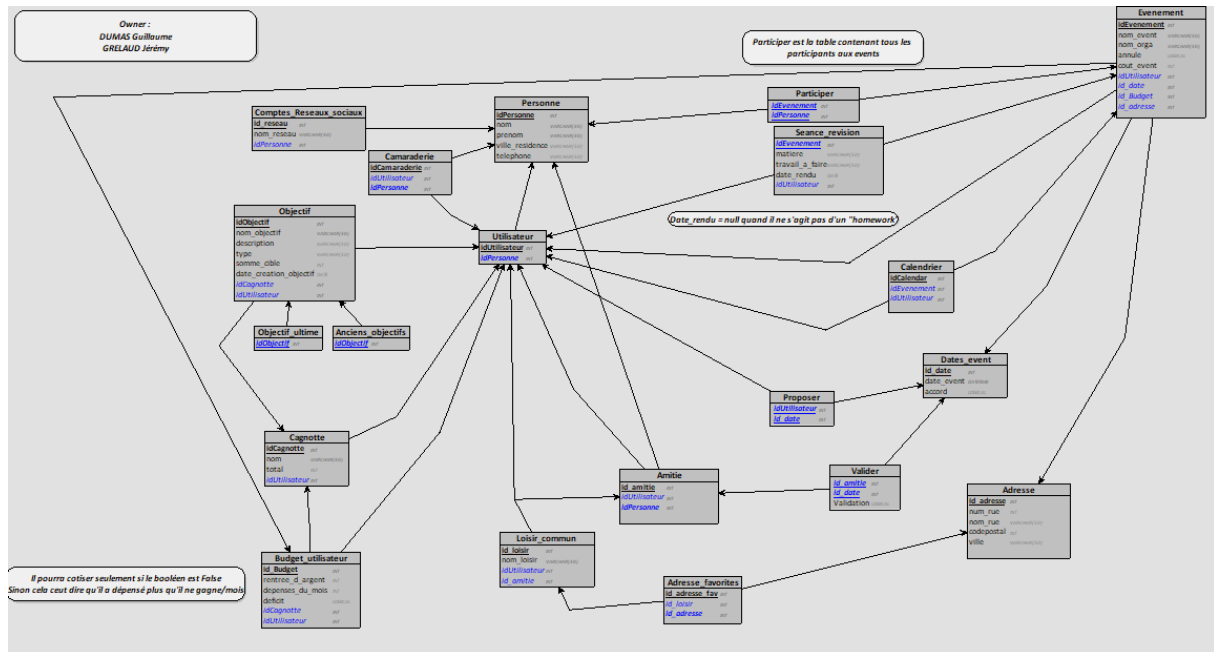 Owner :
DUMAS Guillaume
GRELAUD Jérémy
Participer est la table contenant tous les
participants aux events
Evenement
idEvenement
nom_event
nom_orga
annule
cout_event
idUtilisateur
id_date
id_Budget
id_adresse
Comptes_Reseaux_sociaux
id_reseau
nom_reseau
idPersonne
Personne
idPersonne
nom
prenom
ville_residence
telephone
Participer
idEvenement
idPersonne
Camaraderie
idCamaraderie
idUtilisateur
idPersonne
Seance_revision
idEvenement
matiere
travail_a_faire
date_rendu
idUtilisateur
Date_rendu = null quand il ne s'agit pas d'un "homework"
Objectif
idObjectif
nom_objectif
description
type
somme_cible
date_creation_objectif
idCagnotte
idUtilisateur
Utilisateur
idUtilisateur
idPersonne
Calendrier
idCalendar
idEvenement
idUtilisateur
Objectif_ultime
idObjectif
Anciens_objectifs
idObjectif
Dates_event
id_date
date_event
accord
Proposer
idUtilisateur
id_date
Cagnotte
idCagnotte
nom
total
idUtilisateur
Amitie
id_amitie
idUtilisateur
idPersonne
Valider
id_amitie
id_date
Validation
Adresse
id_adresse
num_rue
nom_rue
codepostal
ville
Loisir_commun
id_loisir
nom_loisir
idUtilisateur
id_amitie
Budget_utilisateur
id_Budget
rentree_d_argent
depenses_du_mois
deficit
idCagnotte
idUtilisateur
Il pourra cotiser seulement si le booléen est False
Sinon cela ceut dire qu'il a dépensé plus qu'il ne gagne/mois
Adresse_favorites
id_adresse_fav
id_loisir
id_adresse